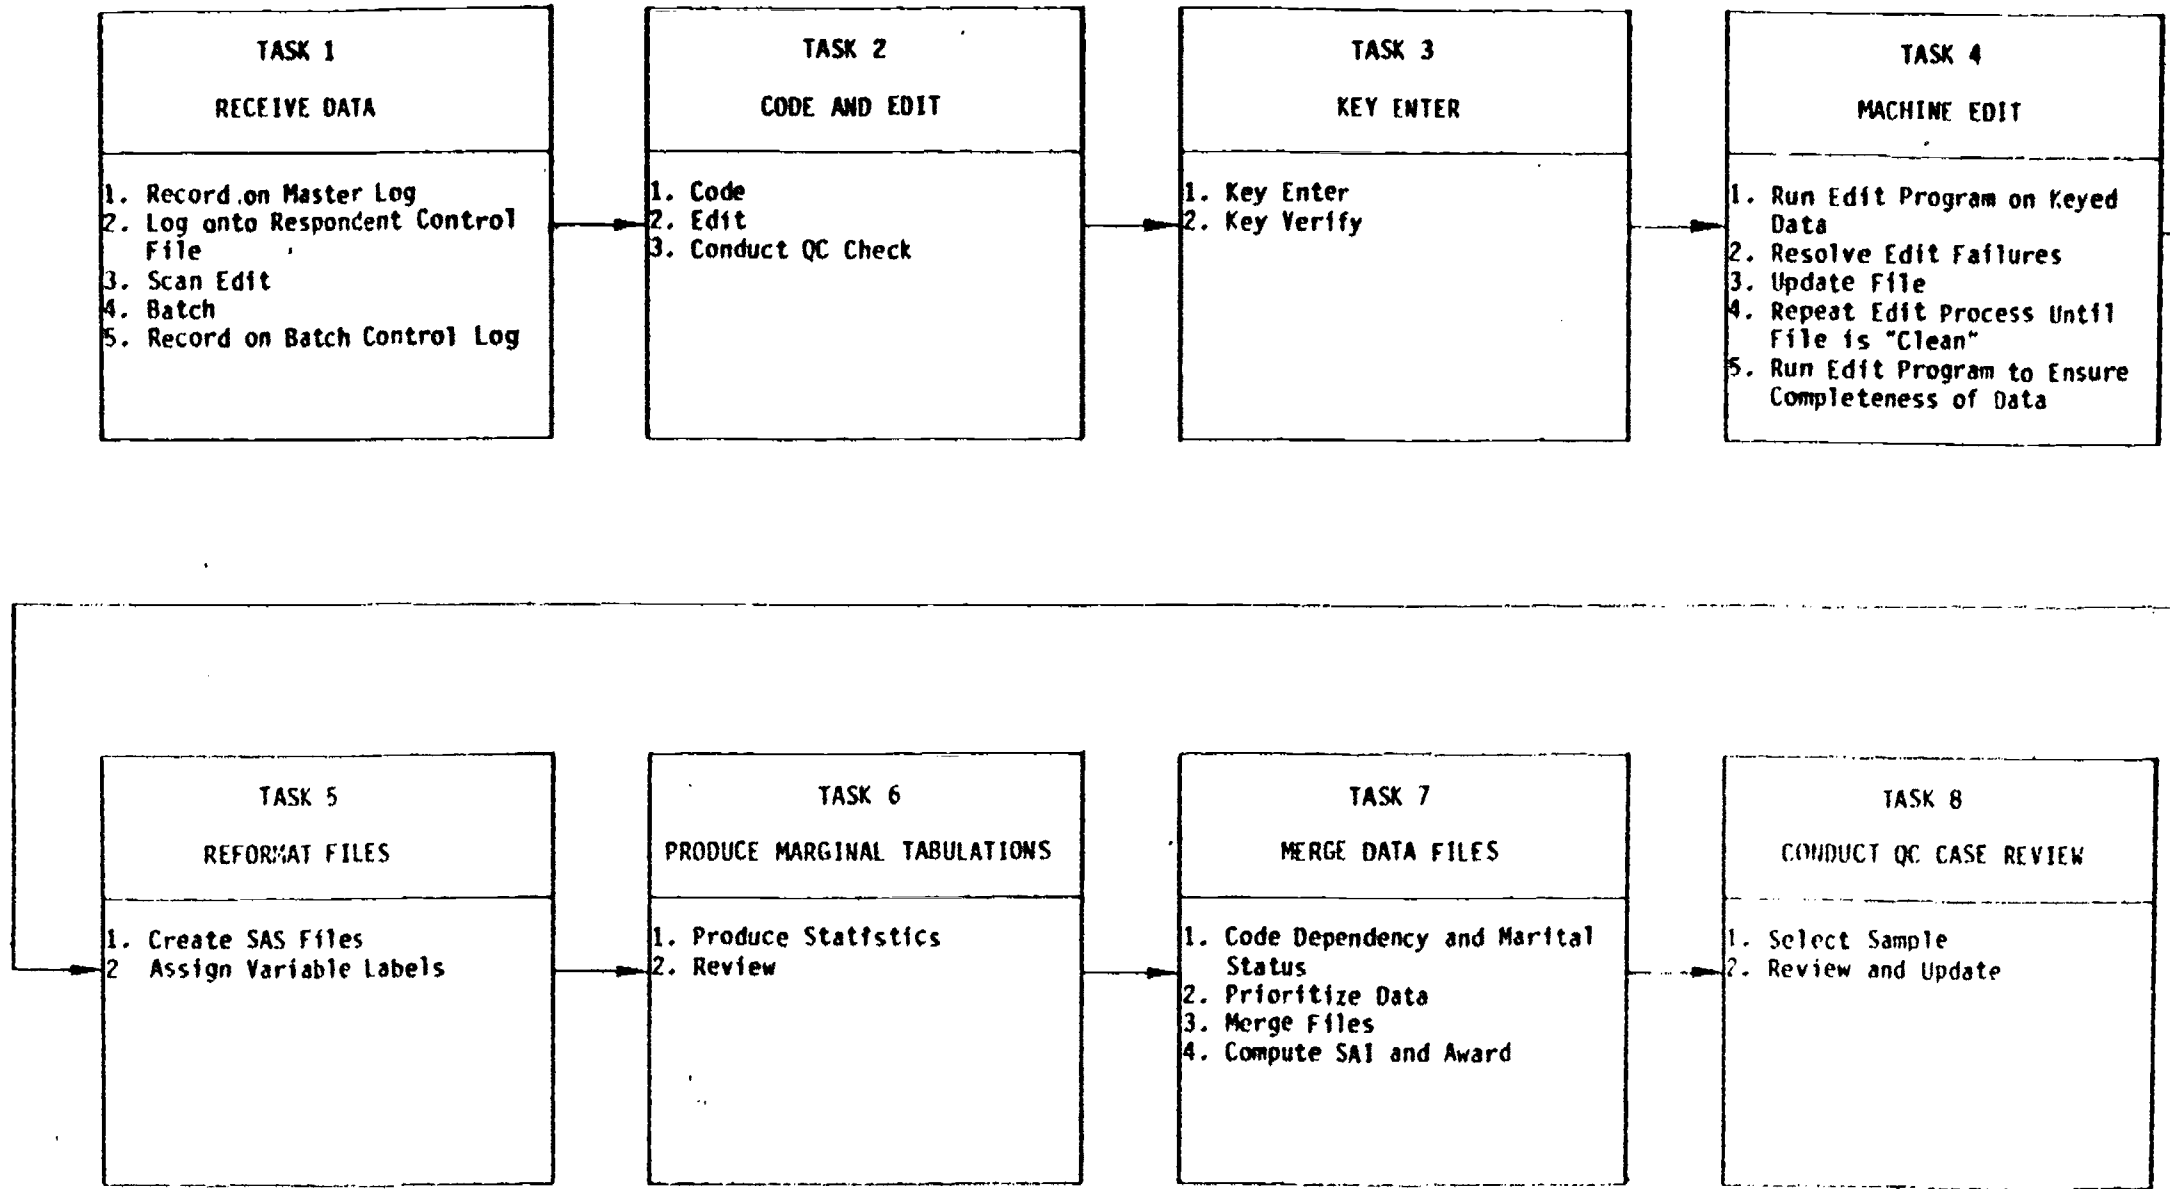 TASK 1
RECEIVE DATA
1. Record on Master Log
2. Log onto Respondent Control
File
3. Scan Edit
4. Batch
5. Record on Batch Control Log
TASK 2
CODE AND EDIT
1. Code
2. Edit
3. Conduct QC Check
TASK 3
KEY ENTER
1. Key Enter
2. Key Verify
TASK 4
MACHINE EDIT
1. Run Edit Program on Keyed
Data
2. Resolve Edit Failures
3. Update File
4. Repeat Edit Process Until
File is "Clean"
5. Run Edit Program to Ensure
Completeness of Data
TASK 5
REFORMAT FILES
1. Create SAS Files
2 Assign Variable Labels
TASK 6
PRODUCE MARGINAL TABULATIONS
1. Produce Statistics
2. Review
TASK 7
MERGE DATA FILES
1. Code Dependency and Marital
Status
2. Prioritize Data
3. Merge Files
4. Compute SAI and Award
TASK 8
CONDUCT QC CASE REVIEW
1. Select Sample
2. Review and Update